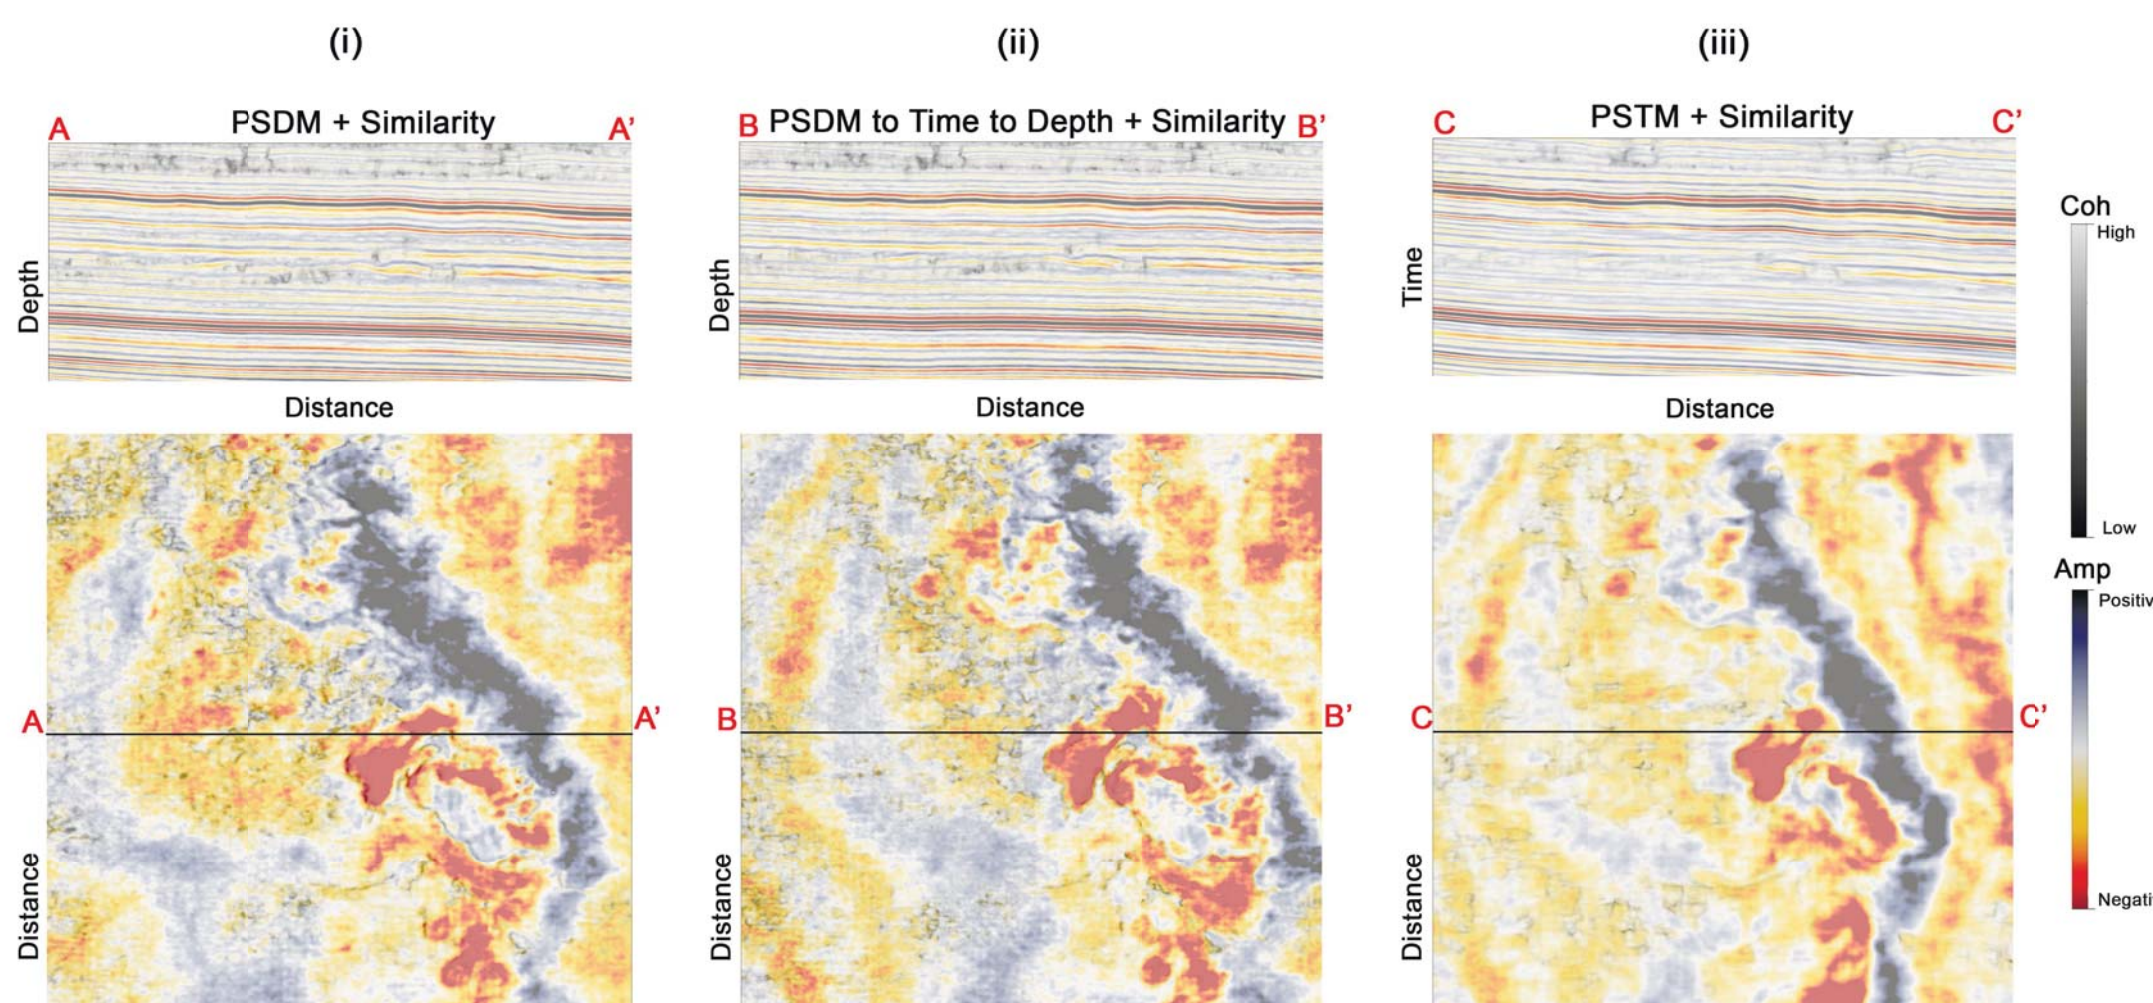 (i)
(ii)
(iii)
A PSDM + Similarity A'
B PSDM to Time to Depth + Similarity B'
C PSTM + Similarity C'
Depth
Depth
Time
Distance
Distance
Distance
Coh
High
Low
Amp
Positiv
Negati
A A'
B B'
C C'
Distance
Distance
Distance